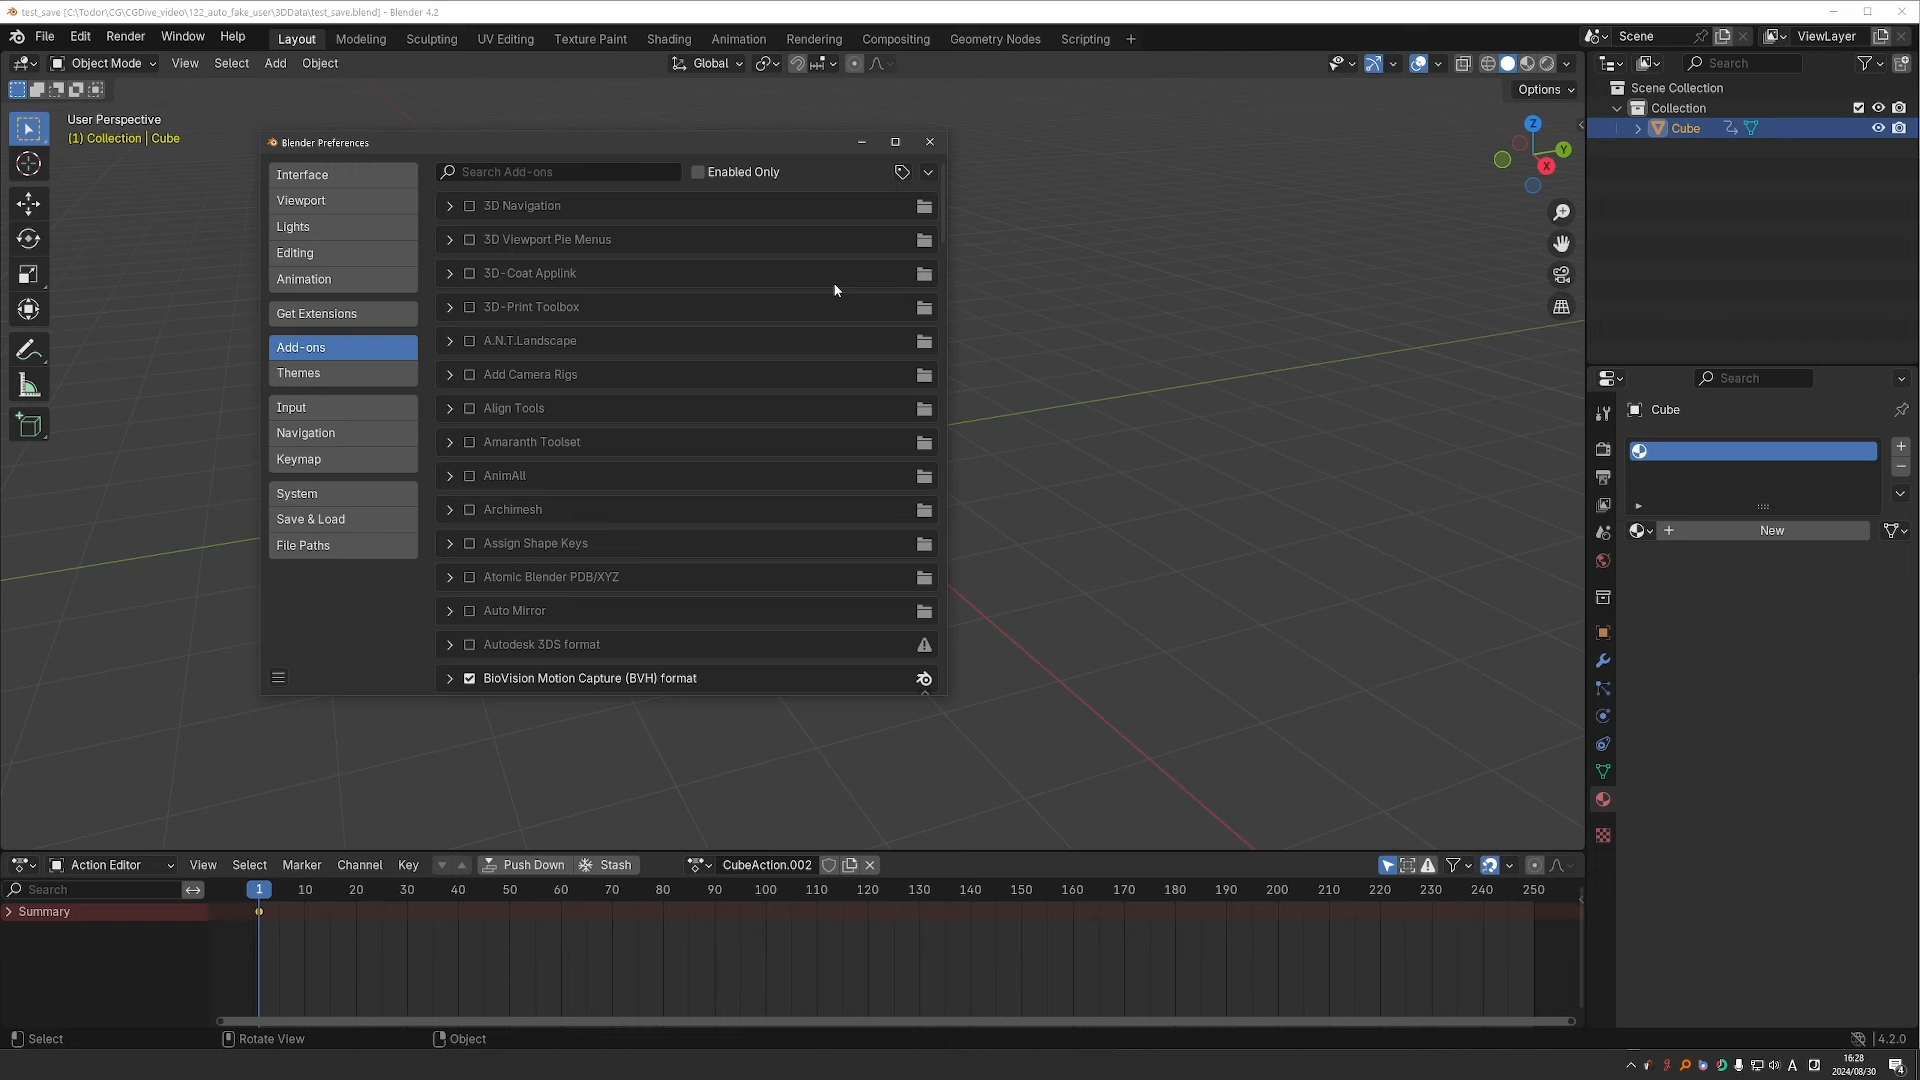 test_save [C:\Todor\CG\CGDive_video\122_auto_fake_user\3DData\test_save.blend] - Blender 4.2
File Edit Render Window Help Layout Modeling Sculpting UV Editing Texture Paint Shading Animation Rendering Compositing Geometry Nodes Scripting + Scene ViewLayer
Object Mode View Select Add Object Global Search
Options
User Perspective
(1) Collection | Cube
Scene Collection
Collection
Cube
Z
Y
X
Blender Preferences
Interface
Viewport
Lights
Editing
Animation
Get Extensions
Add-ons
Themes
Input
Navigation
Keymap
System
Save & Load
File Paths
Search Add-ons Enabled Only
3D Navigation
3D Viewport Pie Menus
3D-Coat Applink
3D-Print Toolbox
A.N.T.Landscape
Add Camera Rigs
Align Tools
Amaranth Toolset
AnimAll
Archimesh
Assign Shape Keys
Atomic Blender PDB/XYZ
Auto Mirror
Autodesk 3DS format
BioVision Motion Capture (BVH) format
Search
Cube
New
Action Editor View Select Marker Channel Key Push Down Stash CubeAction.002
Search 1 10 20 30 40 50 60 70 80 90 100 110 120 130 140 150 160 170 180 190 200 210 220 230 240 250
Summary
Select Rotate View Object 4.2.0
A 16:28
2024/08/30 4